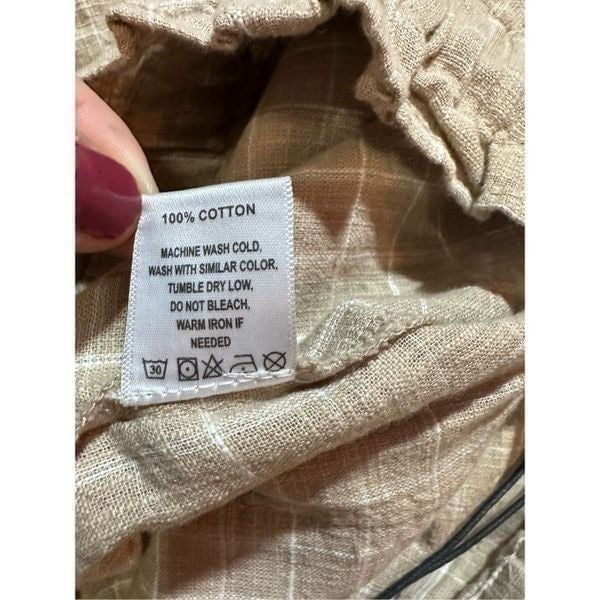 100% COTTON
MACHINE WASH COLD,
WASH WITH SIMILAR COLOR,
TUMBLE DRY LOW,
DO NOT BLEACH,
WARM IRON IF
NEEDED
30